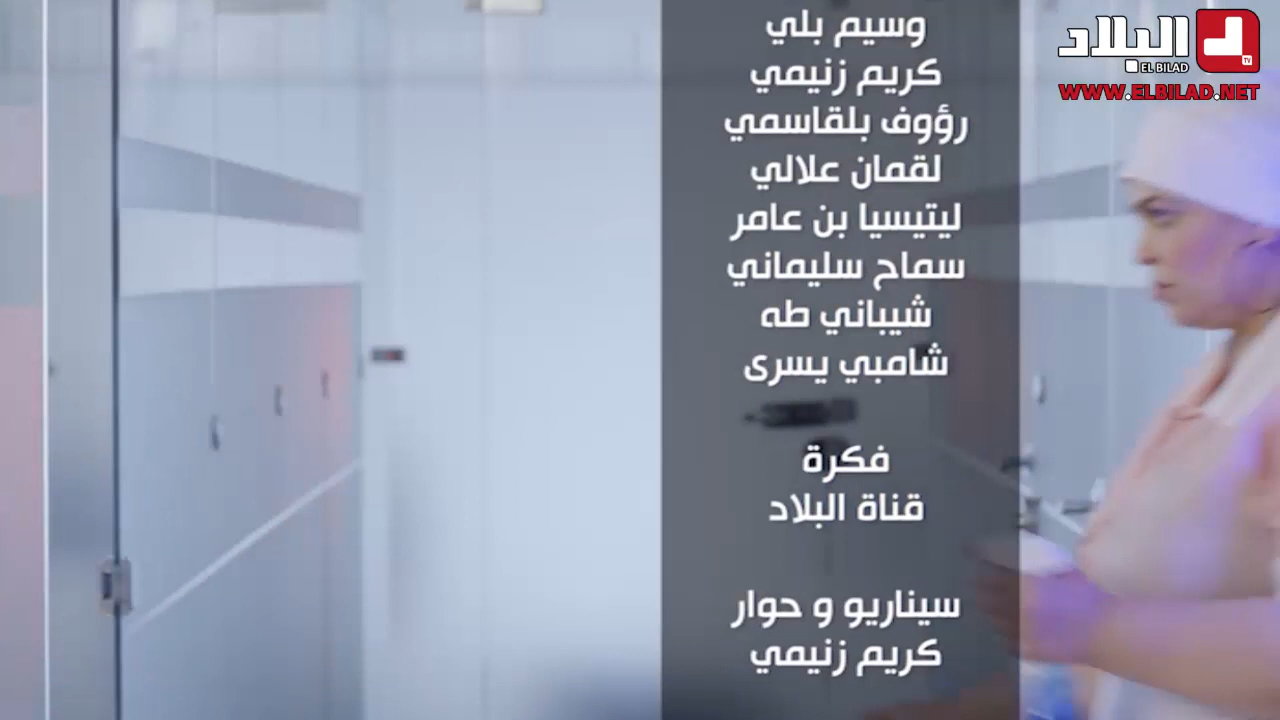 البلاد
EL BILAD
tv
WWW.ELBILAD.NET
وسيم بلي
كريم زنيمي
رؤوف بلقاسمي
لقمان علالي
ليتيسيا بن عامر
سماح سليماني
شيباني طه
شامبي يسرى
فكرة
قناة البلاد
سيناريو و حوار
كريم زنيمي